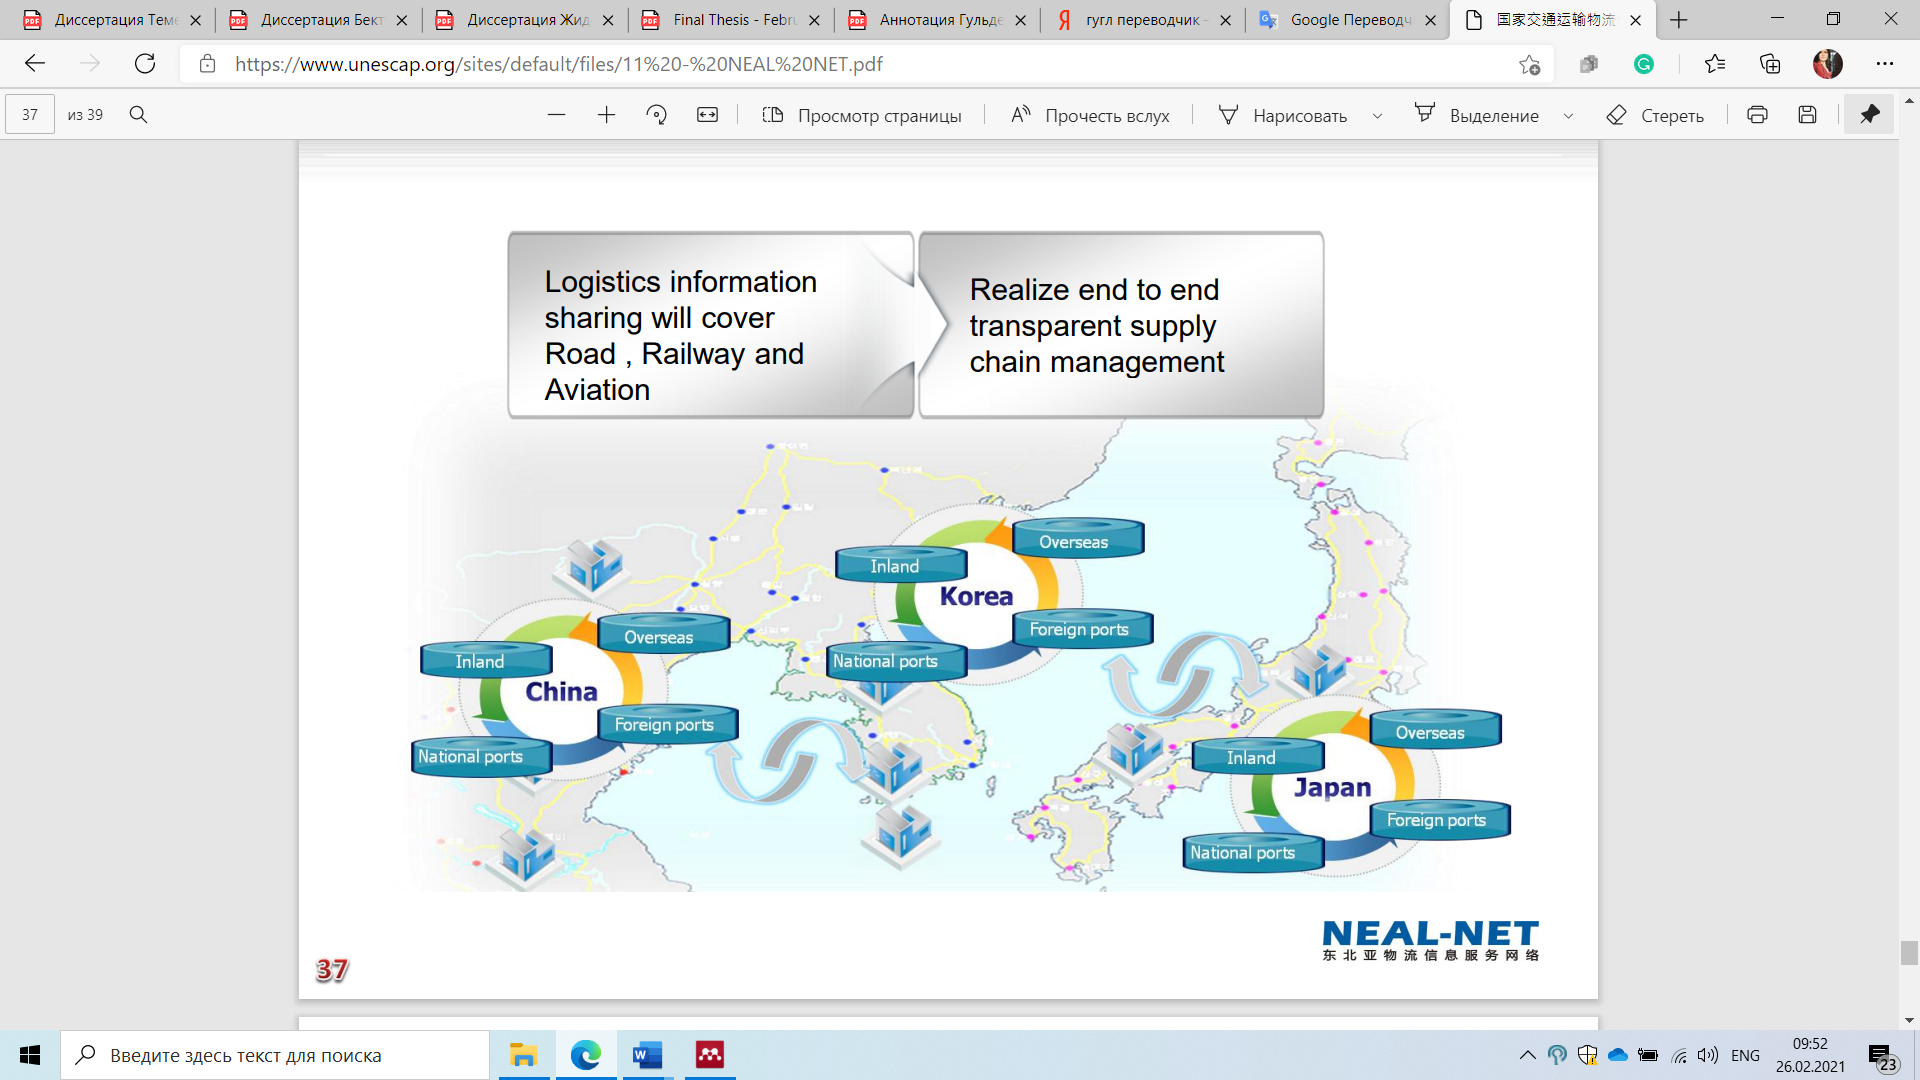 Диссертация Теме
Диссертация Бект
Диссертация Жид
Final Thesis - Febru
Аннотация Гульде
гугл переводчик -
Google Переводч
国家交通运输物流
https://www.unescap.org/sites/default/files/11%20-%20NEAL%20NET.pdf
37
из 39
Просмотр страницы
Прочесть вслух
Нарисовать
Выделение
Стереть
Logistics information
sharing will cover
Road , Railway and
Aviation
Realize end to end
transparent supply
chain management
Overseas
Inland
Korea
Foreign ports
National ports
Overseas
Inland
China
Foreign ports
National ports
Overseas
Inland
Japan
Foreign ports
National ports
NEAL-NET
东北亚物流信息服务网络
37
Введите здесь текст для поиска
ENG
09:52
26.02.2021
23